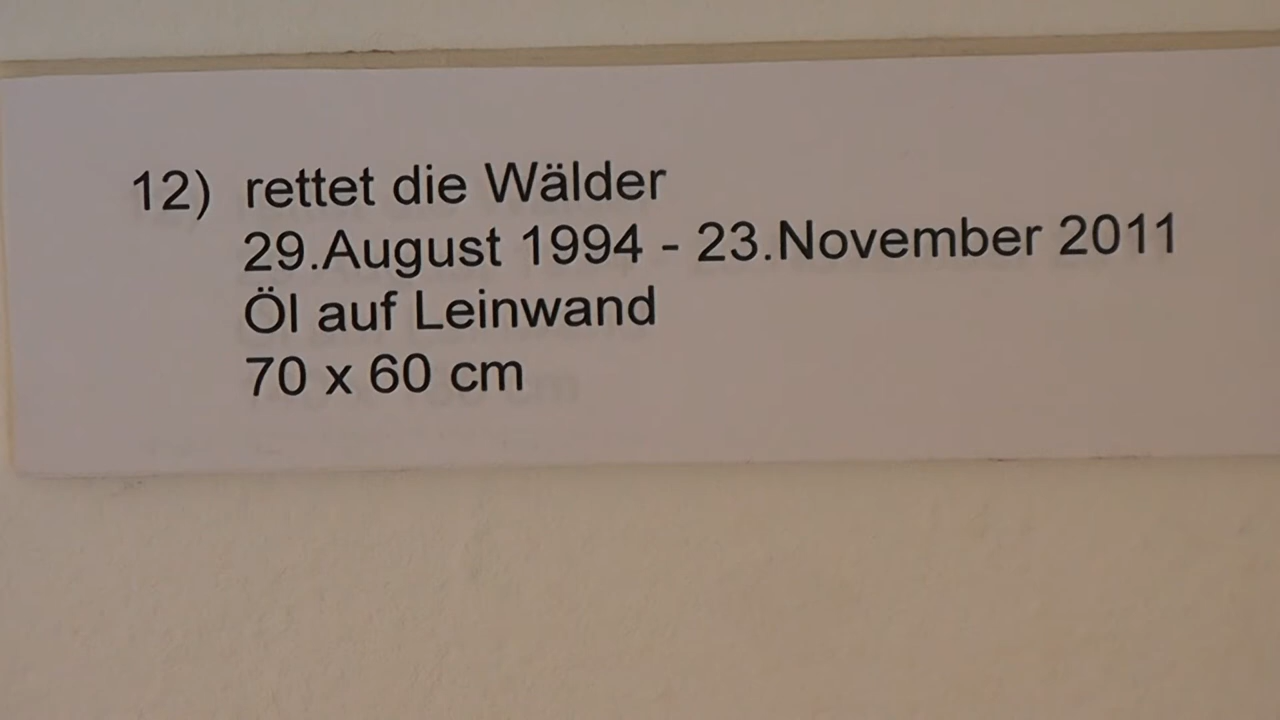 12) rettet die Wälder
29.August 1994 - 23.November 2011
Öl auf Leinwand
70 x 60 cm